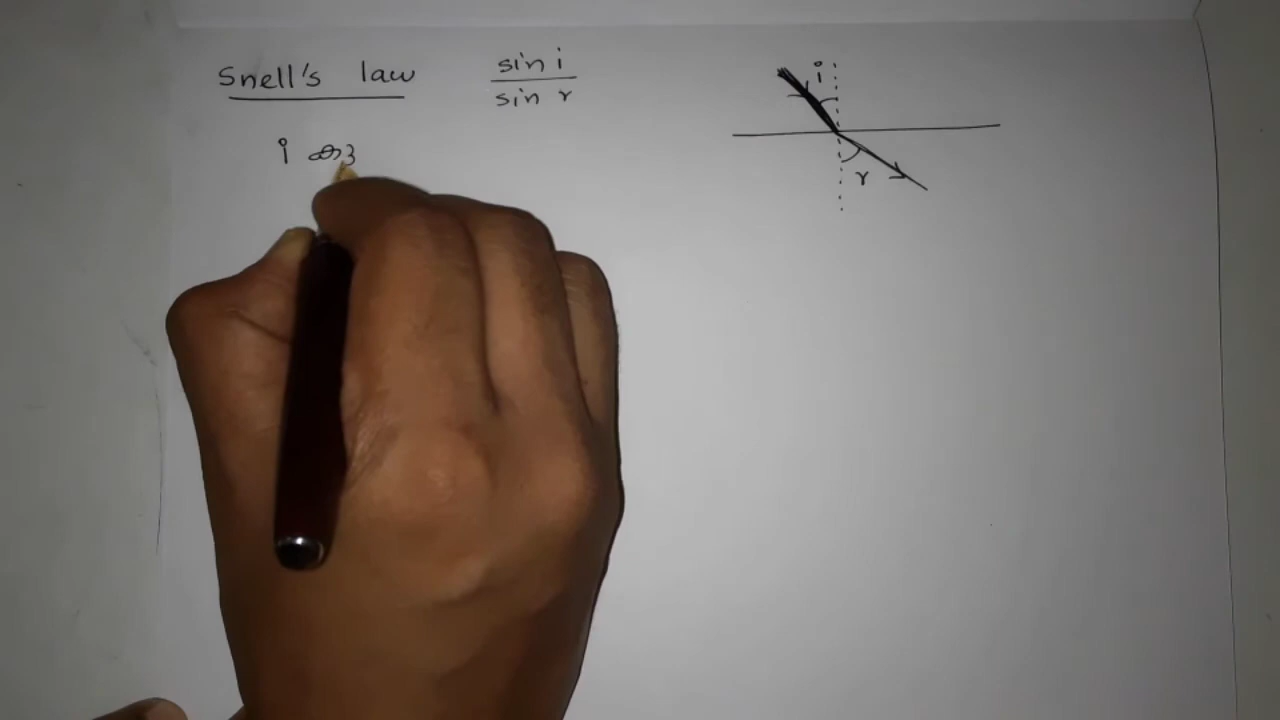 Snell's law
sin i
sin r
i കൂ
i
r